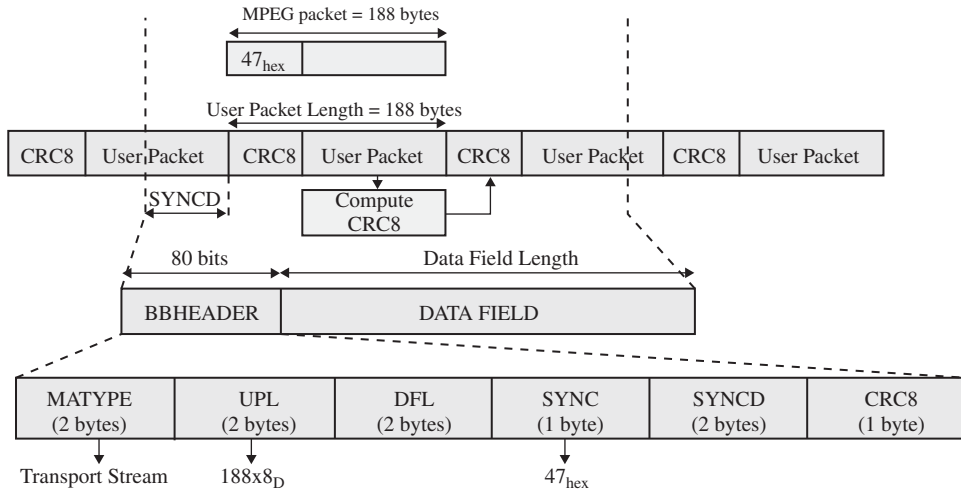 MPEG packet = 188 bytes
47hex
User Packet Length = 188 bytes
CRC8 User Packet CRC8 User Packet CRC8 User Packet CRC8 User Packet
SYNCD
Compute
CRC8
80 bits Data Field Length
BBHEADER DATA FIELD
MATYPE UPL DFL SYNC SYNCD CRC8
(2 bytes) (2 bytes) (2 bytes) (1 byte) (2 bytes) (1 byte)
Transport Stream 188x8D 47hex